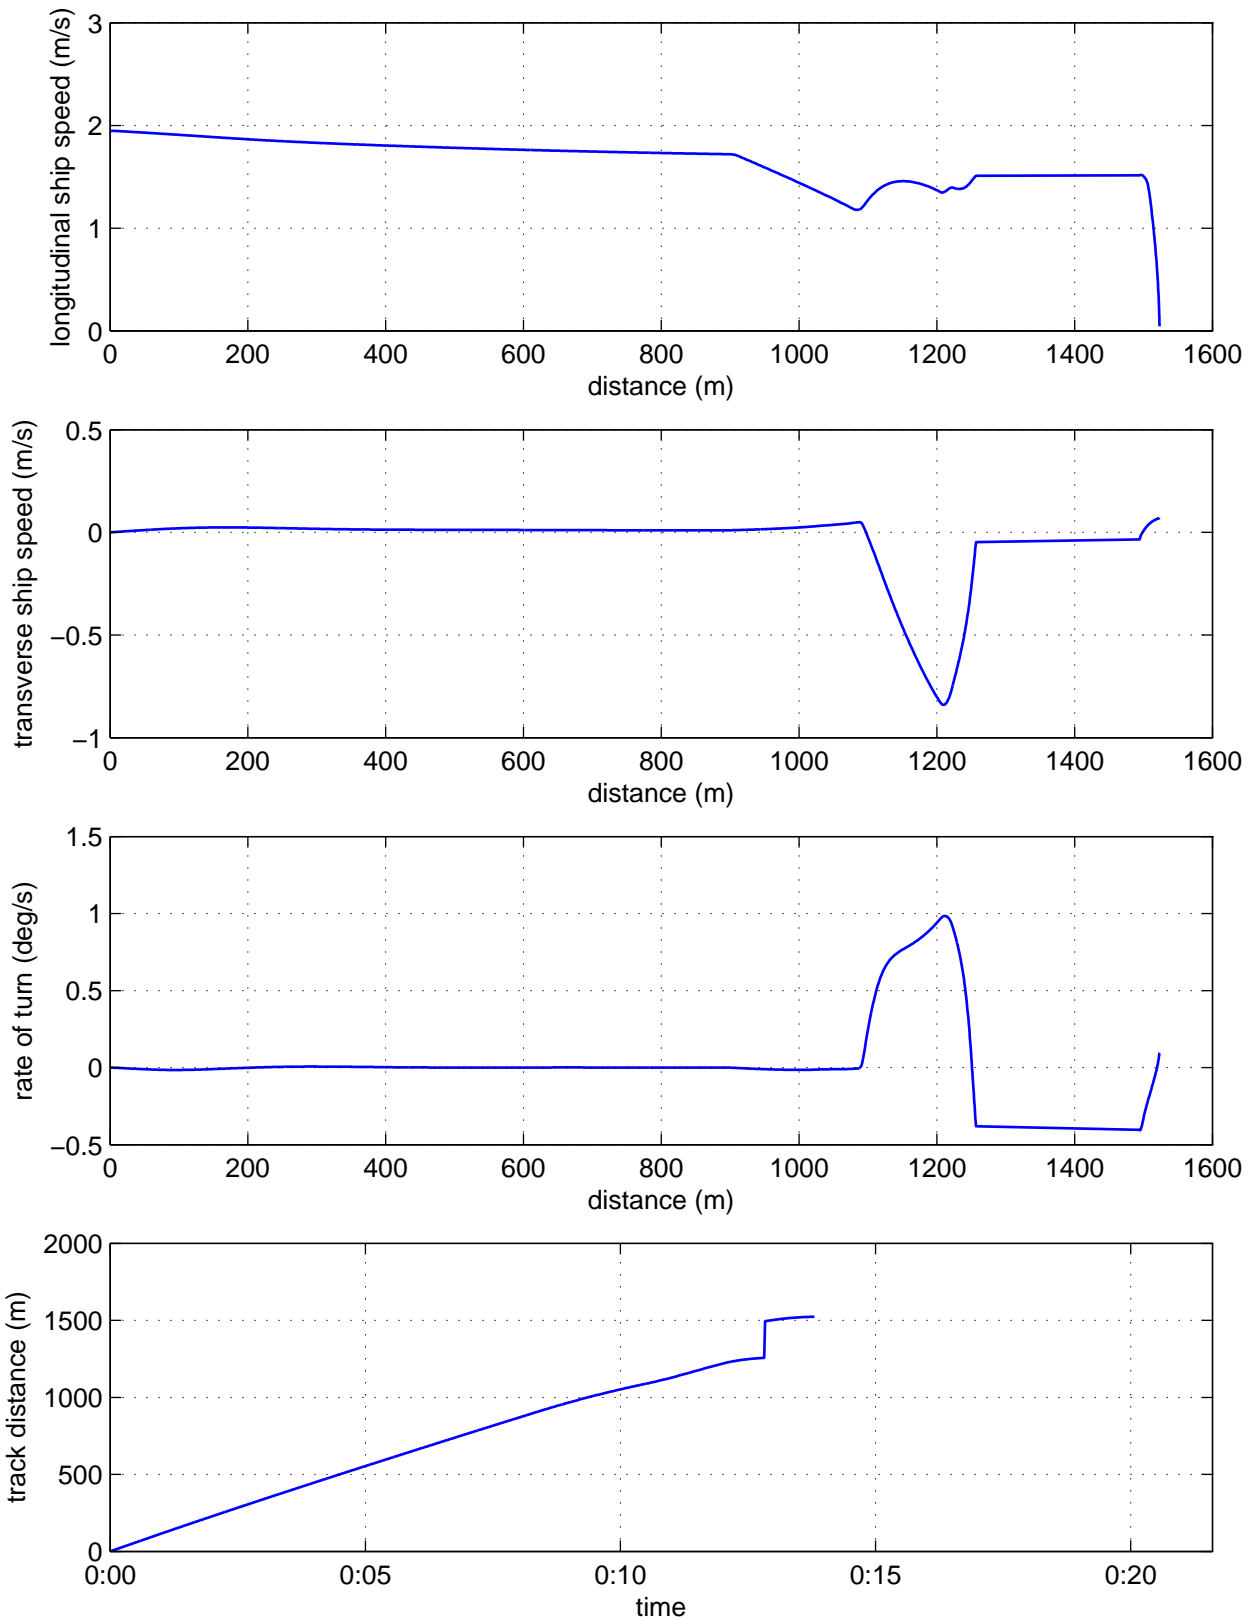 longitudinal ship speed (m/s)
3
2
1
0
0 200 400 600 800 1000 1200 1400 1600
distance (m)
transverse ship speed (m/s)
0.5
0
−0.5
−1
0 200 400 600 800 1000 1200 1400 1600
distance (m)
rate of turn (deg/s)
1.5
1
0.5
0
−0.5
0 200 400 600 800 1000 1200 1400 1600
distance (m)
track distance (m)
2000
1500
1000
500
0
0:00 0:05 0:10 0:15 0:20
time